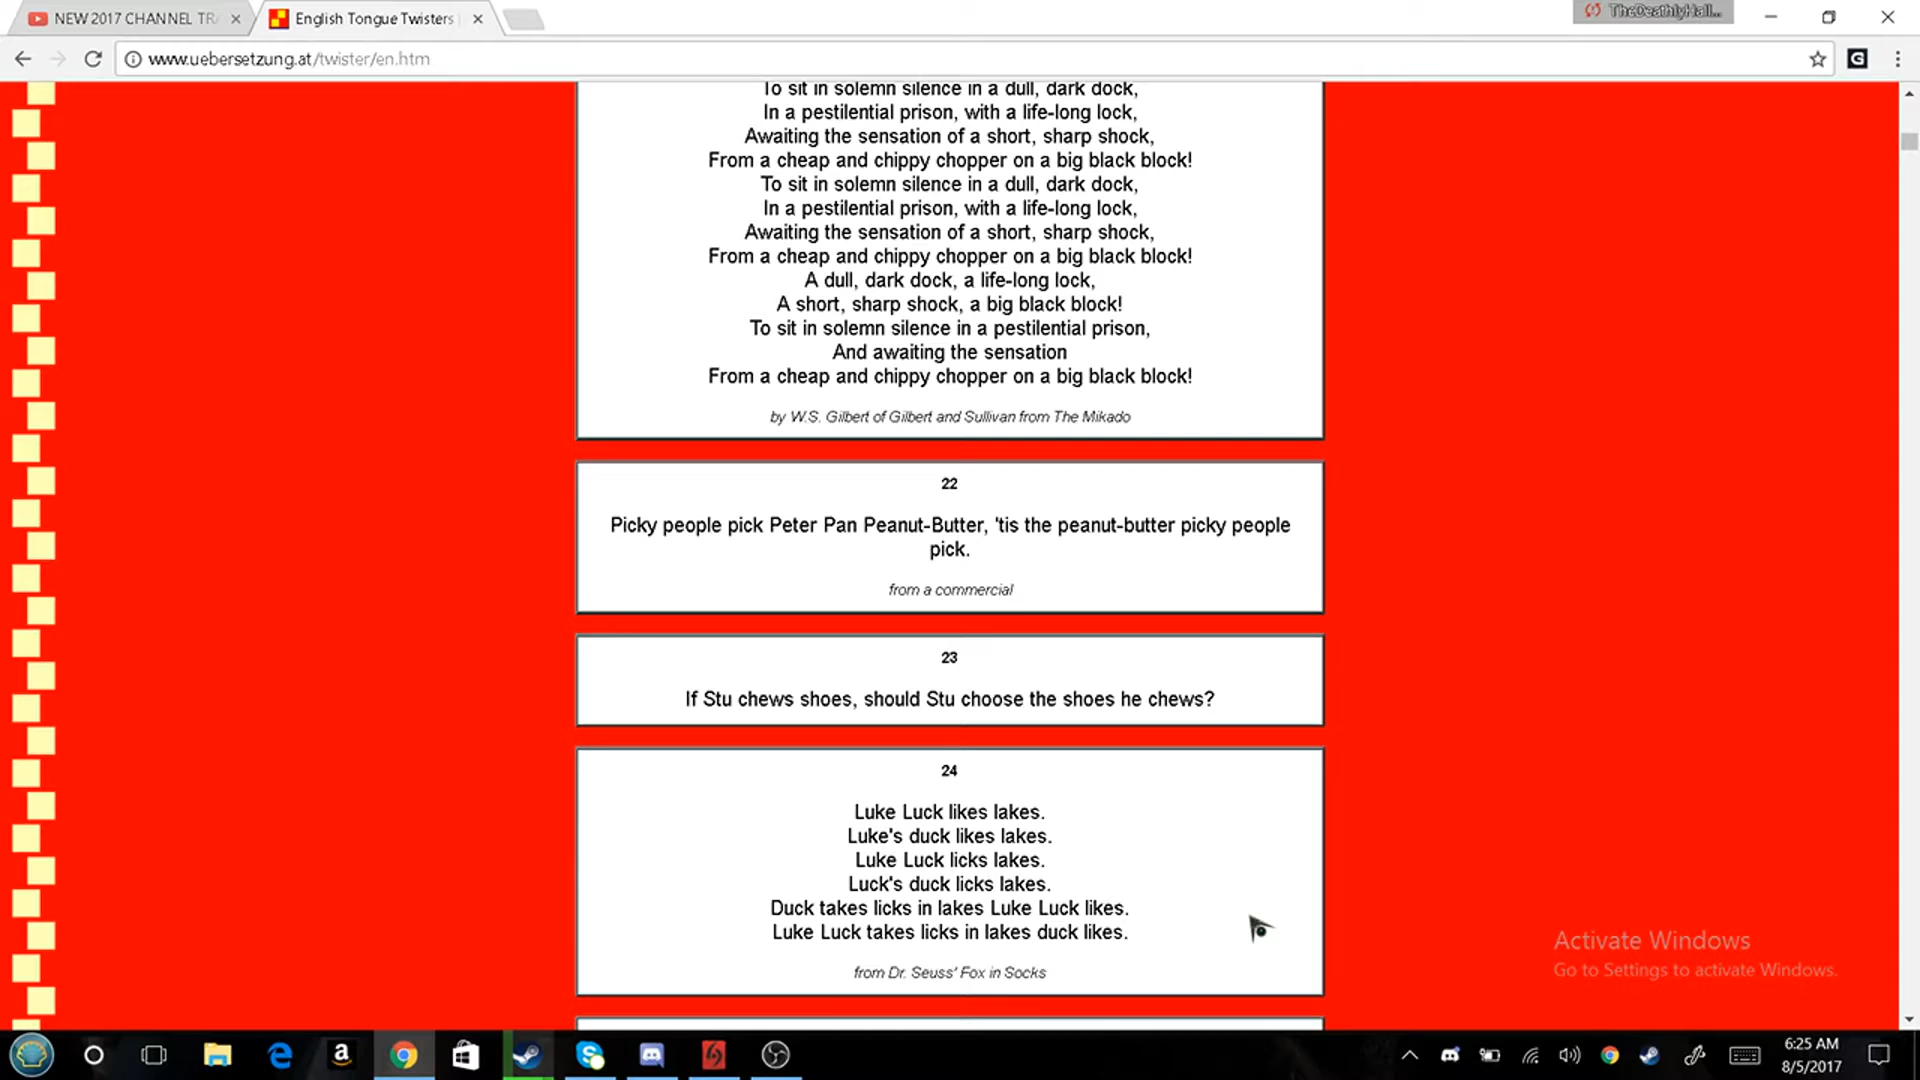 NEW 2017 CHANNEL TRA
English Tongue Twisters |
TheDeathlyHall...
www.uebersetzung.at/twister/en.htm
To sit in solemn silence in a dull, dark dock,
In a pestilential prison, with a life-long lock,
Awaiting the sensation of a short, sharp shock,
From a cheap and chippy chopper on a big black block!
To sit in solemn silence in a dull, dark dock,
In a pestilential prison, with a life-long lock,
Awaiting the sensation of a short, sharp shock,
From a cheap and chippy chopper on a big black block!
A dull, dark dock, a life-long lock,
A short, sharp shock, a big black block!
To sit in solemn silence in a pestilential prison,
And awaiting the sensation
From a cheap and chippy chopper on a big black block!
by W.S. Gilbert of Gilbert and Sullivan from The Mikado
22
Picky people pick Peter Pan Peanut-Butter, 'tis the peanut-butter picky people
pick.
from a commercial
23
If Stu chews shoes, should Stu choose the shoes he chews?
24
Luke Luck likes lakes.
Luke's duck likes lakes.
Luke Luck licks lakes.
Luck's duck licks lakes.
Duck takes licks in lakes Luke Luck likes.
Luke Luck takes licks in lakes duck likes.
from Dr. Seuss' Fox in Socks
Activate Windows
Go to Settings to activate Windows.
6:25 AM
8/5/2017